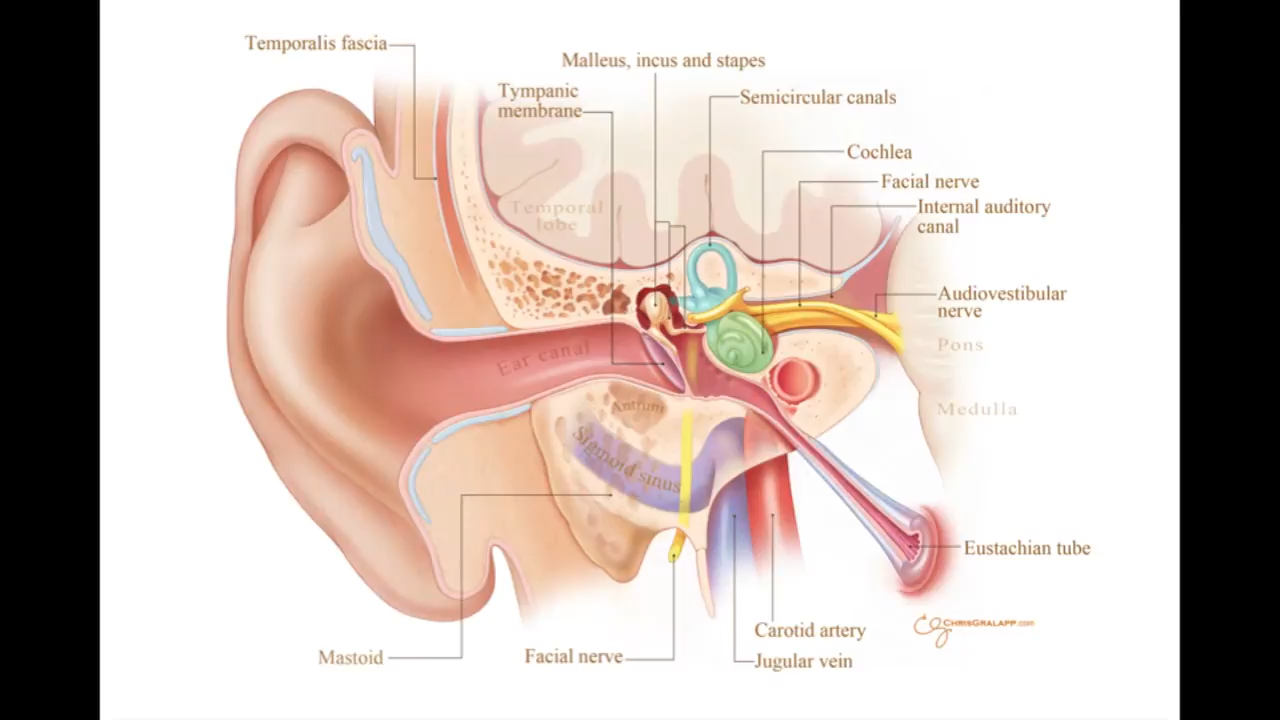 Temporalis fascia
Malleus, incus and stapes
Tympanic
membrane
Semicircular canals
Cochlea
Facial nerve
Internal auditory
canal
Temporal
lobe
Audiovestibular
nerve
Pons
Ear canal
Medulla
Antrum
Sigmoid sinus
Eustachian tube
CHRISGRALAPP.com
Carotid artery
Mastoid
Facial nerve
Jugular vein